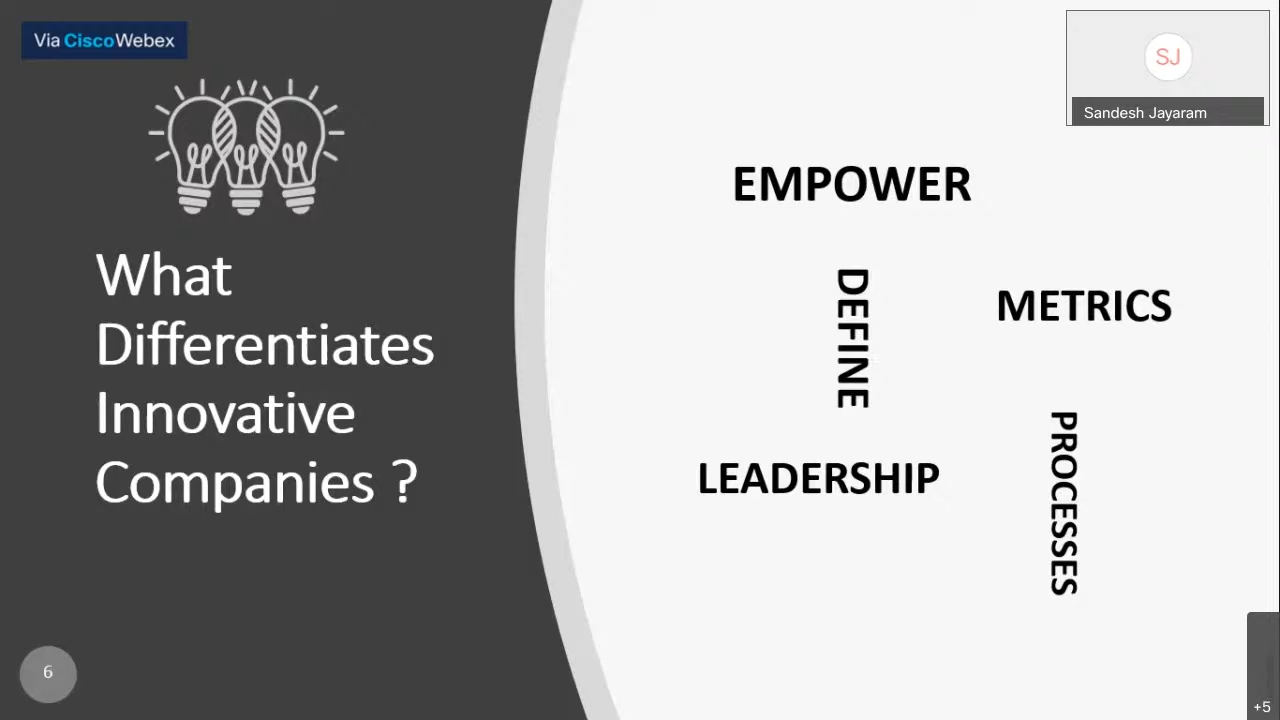 Via CiscoWebex
SJ
Sandesh Jayaram
What
Differentiates
Innovative
Companies ?
EMPOWER
DEFINE
METRICS
LEADERSHIP
PROCESSES
6
+5